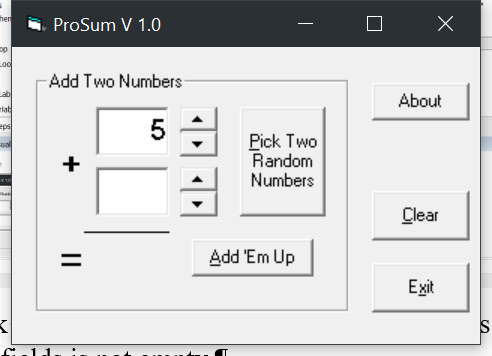 ProSum V 1.0
Add Two Numbers
5
+
=
Pick Two
Random
Numbers
Add 'Em Up
About
Clear
Exit
fields is not empty.¶